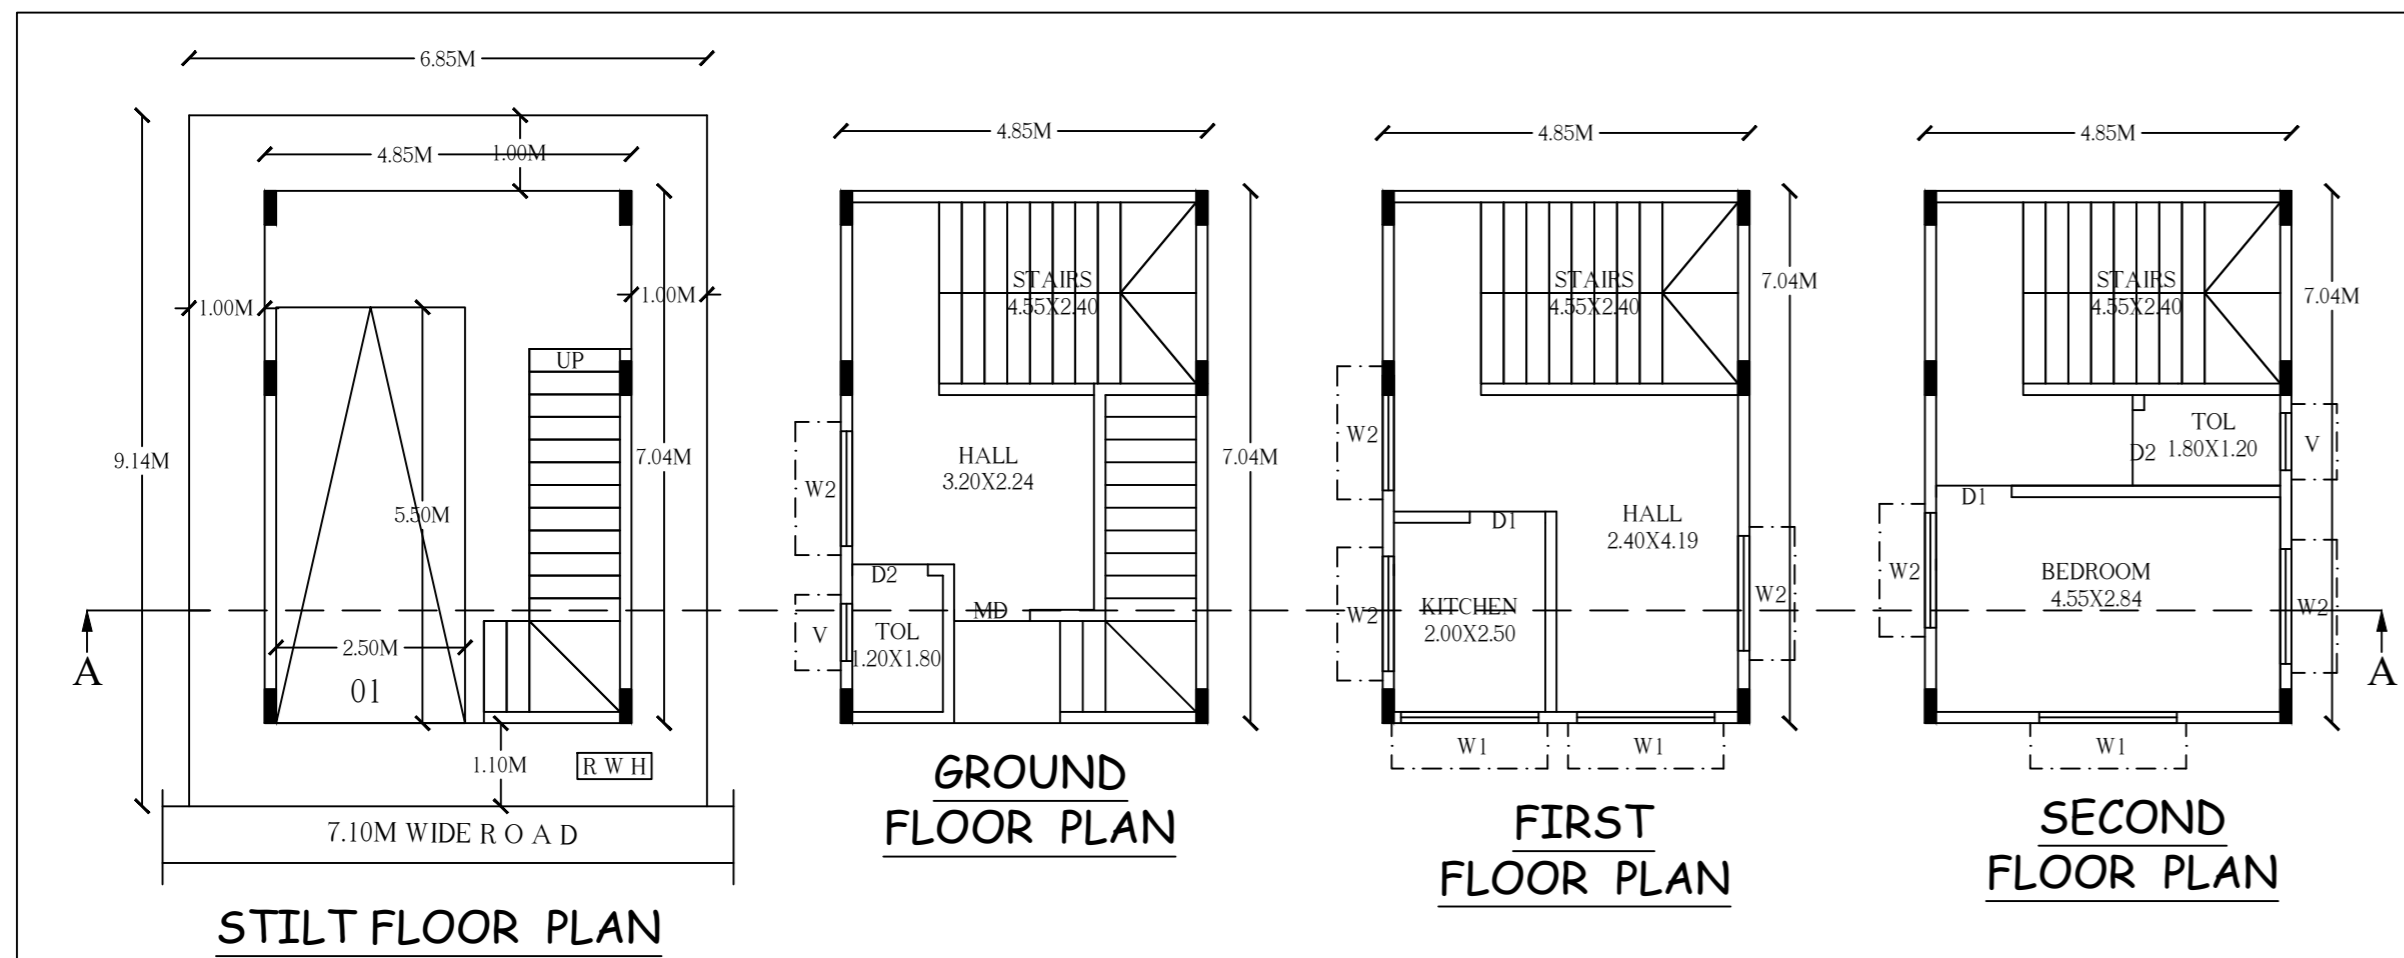 6.85M
4.85M
1.00M
1.00M
1.00M
UP
9.14M
7.04M
5.50M
2.50M
01
1.10M
R W H
7.10M WIDE R O A D
STILT FLOOR PLAN
A
4.85M
STAIRS
4.55X2.40
HALL
3.20X2.24
7.04M
W2
D2
MD
V
TOL
1.20X1.80
GROUND
FLOOR PLAN
4.85M
STAIRS
4.55X2.40
7.04M
W2
D1
HALL
2.40X4.19
W2
KITCHEN
2.00X2.50
W2
W1
W1
FIRST
FLOOR PLAN
4.85M
STAIRS
4.55X2.40
7.04M
TOL
1.80X1.20
D2
V
D1
W2
BEDROOM
4.55X2.84
W2
A
W1
SECOND
FLOOR PLAN